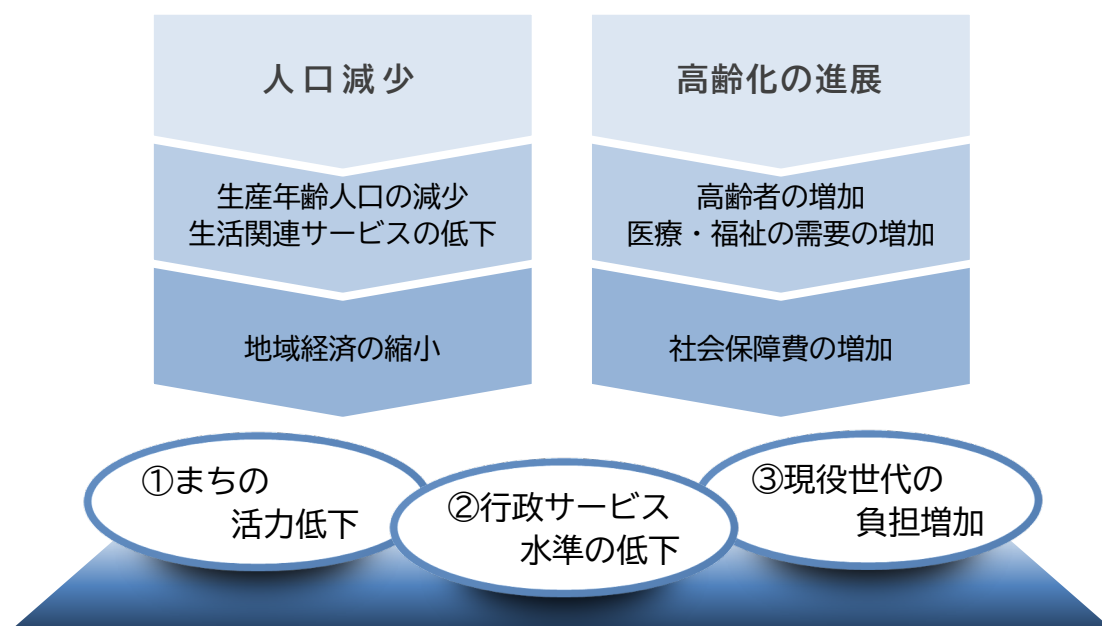 人口減少
生産年齢人口の減少
生活関連サービスの低下
地域経済の縮小
高齢化の進展
高齢者の増加
医療・福祉の需要の増加
社会保障費の増加
①まちの
活力低下
②行政サービス
水準の低下
③現役世代の
負担増加